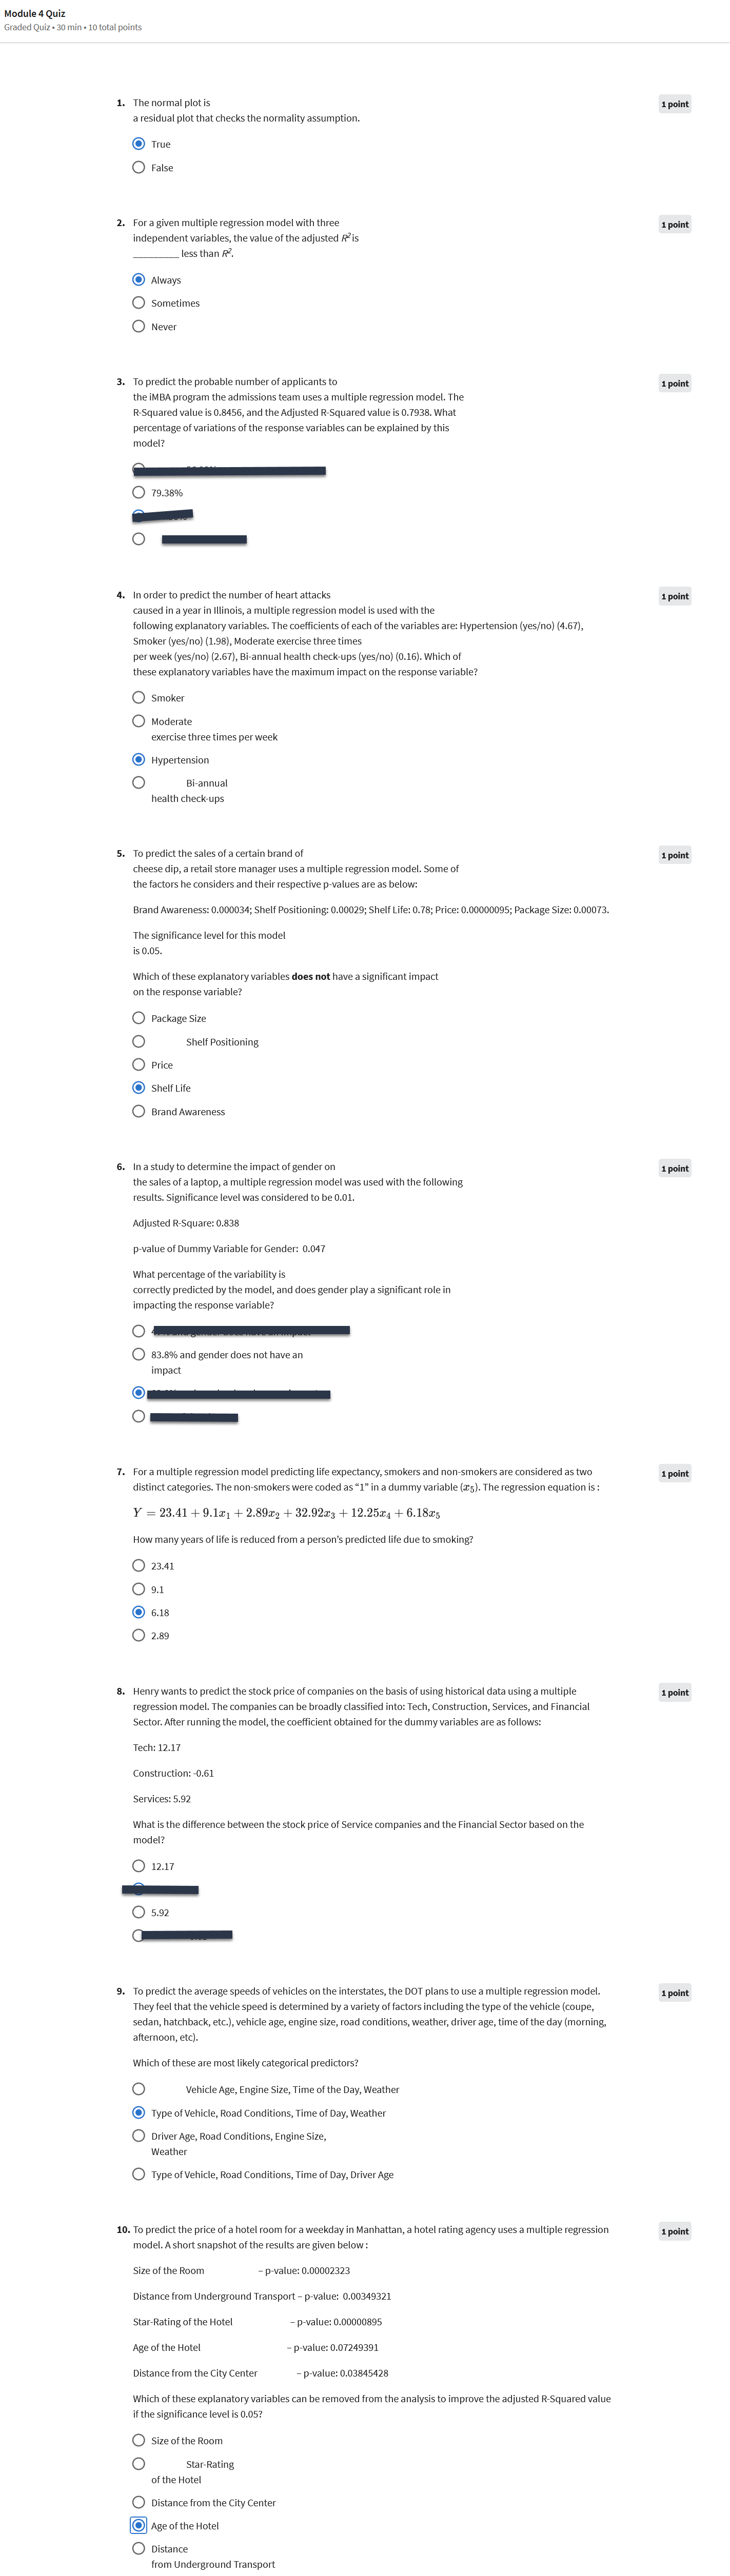 Module 4 Quiz
Graded Quiz • 30 min • 10 total points
1. The normal plot is
a residual plot that checks the normality assumption.
1 point
True
False
2. For a given multiple regression model with three
independent variables, the value of the adjusted R² is
_________ less than R².
1 point
Always
Sometimes
Never
3. To predict the probable number of applicants to
the iMBA program the admissions team uses a multiple regression model. The
R-Squared value is 0.8456, and the Adjusted R-Squared value is 0.7938. What
percentage of variations of the response variables can be explained by this
model?
1 point
79.38%
4. In order to predict the number of heart attacks
caused in a year in Illinois, a multiple regression model is used with the
following explanatory variables. The coefficients of each of the variables are: Hypertension (yes/no) (4.67),
Smoker (yes/no) (1.98), Moderate exercise three times
per week (yes/no) (2.67), Bi-annual health check-ups (yes/no) (0.16). Which of
these explanatory variables have the maximum impact on the response variable?
1 point
Smoker
Moderate
exercise three times per week
Hypertension
Bi-annual
health check-ups
5. To predict the sales of a certain brand of
cheese dip, a retail store manager uses a multiple regression model. Some of
the factors he considers and their respective p-values are as below:
1 point
Brand Awareness: 0.000034; Shelf Positioning: 0.00029; Shelf Life: 0.78; Price: 0.00000095; Package Size: 0.00073.
The significance level for this model
is 0.05.
Which of these explanatory variables does not have a significant impact
on the response variable?
Package Size
Shelf Positioning
Price
Shelf Life
Brand Awareness
6. In a study to determine the impact of gender on
the sales of a laptop, a multiple regression model was used with the following
results. Significance level was considered to be 0.01.
1 point
Adjusted R-Square: 0.838
p-value of Dummy Variable for Gender: 0.047
What percentage of the variability is
correctly predicted by the model, and does gender play a significant role in
impacting the response variable?
83.8% and gender does not have an
impact
7. For a multiple regression model predicting life expectancy, smokers and non-smokers are considered as two
distinct categories. The non-smokers were coded as “1” in a dummy variable (x₅). The regression equation is :
1 point
Y = 23.41 + 9.1x₁ + 2.89x₂ + 32.92x₃ + 12.25x₄ + 6.18x₅
How many years of life is reduced from a person’s predicted life due to smoking?
23.41
9.1
6.18
2.89
8. Henry wants to predict the stock price of companies on the basis of using historical data using a multiple
regression model. The companies can be broadly classified into: Tech, Construction, Services, and Financial
Sector. After running the model, the coefficient obtained for the dummy variables are as follows:
1 point
Tech: 12.17
Construction: -0.61
Services: 5.92
What is the difference between the stock price of Service companies and the Financial Sector based on the
model?
12.17
5.92
9. To predict the average speeds of vehicles on the interstates, the DOT plans to use a multiple regression model.
They feel that the vehicle speed is determined by a variety of factors including the type of the vehicle (coupe,
sedan, hatchback, etc.), vehicle age, engine size, road conditions, weather, driver age, time of the day (morning,
afternoon, etc).
1 point
Which of these are most likely categorical predictors?
Vehicle Age, Engine Size, Time of the Day, Weather
Type of Vehicle, Road Conditions, Time of Day, Weather
Driver Age, Road Conditions, Engine Size,
Weather
Type of Vehicle, Road Conditions, Time of Day, Driver Age
10. To predict the price of a hotel room for a weekday in Manhattan, a hotel rating agency uses a multiple regression
model. A short snapshot of the results are given below :
1 point
Size of the Room – p-value: 0.00002323
Distance from Underground Transport – p-value: 0.00349321
Star-Rating of the Hotel – p-value: 0.00000895
Age of the Hotel – p-value: 0.07249391
Distance from the City Center – p-value: 0.03845428
Which of these explanatory variables can be removed from the analysis to improve the adjusted R-Squared value
if the significance level is 0.05?
Size of the Room
Star-Rating
of the Hotel
Distance from the City Center
Age of the Hotel
Distance
from Underground Transport